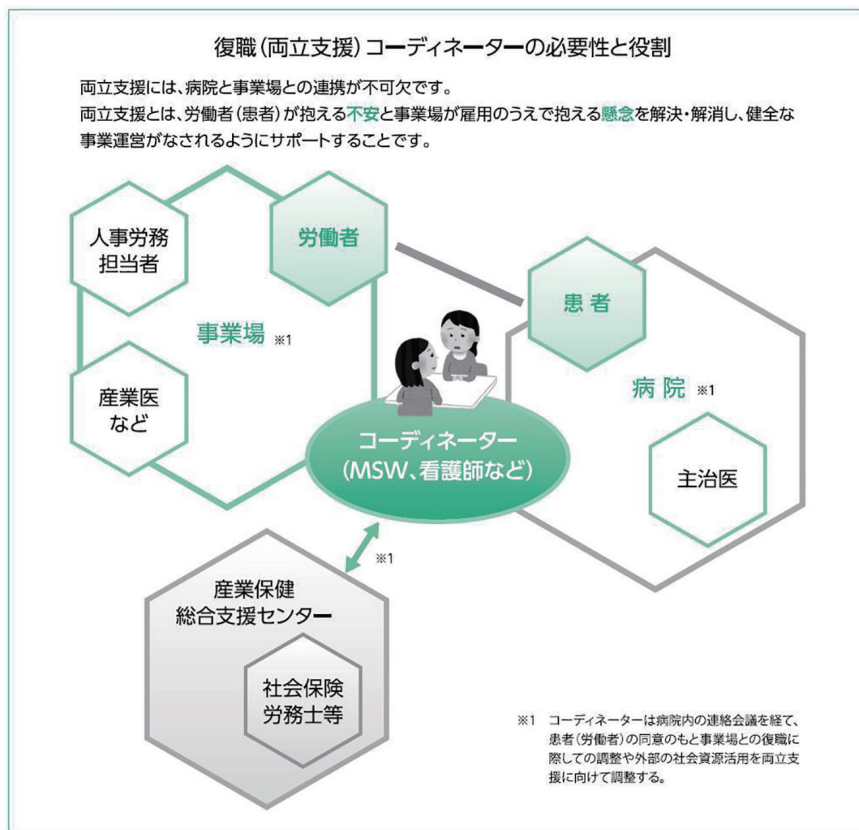 復職（両立支援）コーディネーターの必要性と役割
両立支援には、病院と事業場との連携が不可欠です。
両立支援とは、労働者（患者）が抱える不安と事業場が雇用のうえで抱える懸念を解決・解消し、健全な
事業運営がなされるようにサポートすることです。
人事労務
担当者
労働者
患者
事業場 ※1
病院 ※1
産業医
など
コーディネーター
（MSW、看護師など）
主治医
※1
産業保健
総合支援センター
社会保険
労務士等
※1 コーディネーターは病院内の連絡会議を経て、
患者（労働者）の同意のもと事業場との復職に
際しての調整や外部の社会資源活用を両立支
援に向けて調整する。